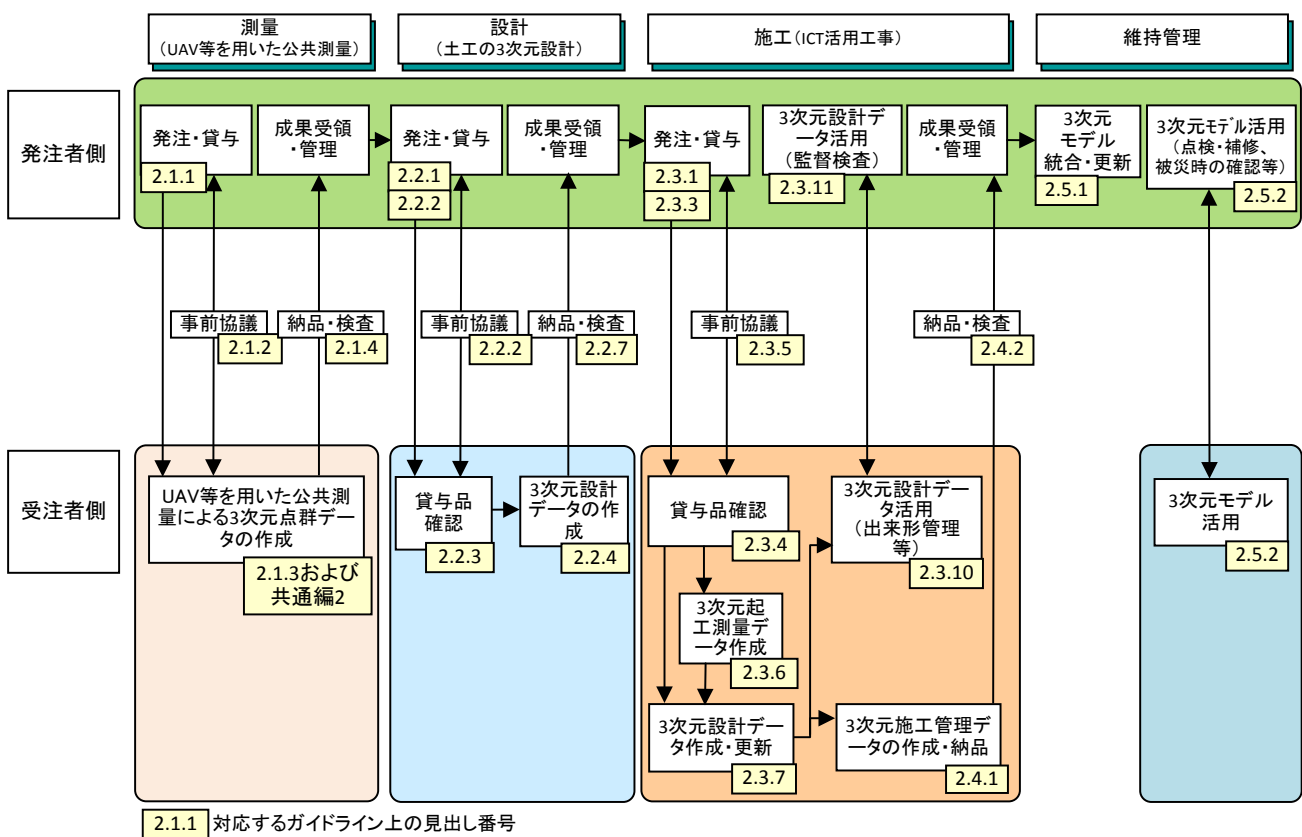 測量
（UAV等を用いた公共測量）
設計
（土工の3次元設計）
施工（ICT活用工事）
維持管理
発注者側
発注・貸与
2.1.1
成果受領
・管理
発注・貸与
2.2.1
2.2.2
成果受領
・管理
発注・貸与
2.3.1
2.3.3
3次元設計デ
ータ活用
（監督検査）
2.3.11
成果受領
・管理
3次元
モデル
統合・更新
2.5.1
3次元ﾓﾃﾞﾙ活用
（点検・補修、
被災時の確認等）
2.5.2
事前協議
2.1.2
納品・検査
2.1.4
事前協議
2.2.2
納品・検査
2.2.7
事前協議
2.3.5
納品・検査
2.4.2
受注者側
UAV等を用いた公共測
量による3次元点群デー
タの作成
2.1.3および
共通編2
貸与品
確認
2.2.3
3次元設計
データの作
成
2.2.4
貸与品確認
2.3.4
3次元起
工測量デ
ータ作成
2.3.6
3次元設計デー
タ作成・更新
2.3.7
3次元設計デー
タ活用
（出来形管理
等）
2.3.10
3次元施工管理デ
ータの作成・納品
2.4.1
3次元モデル
活用
2.5.2
2.1.1 対応するガイドライン上の見出し番号